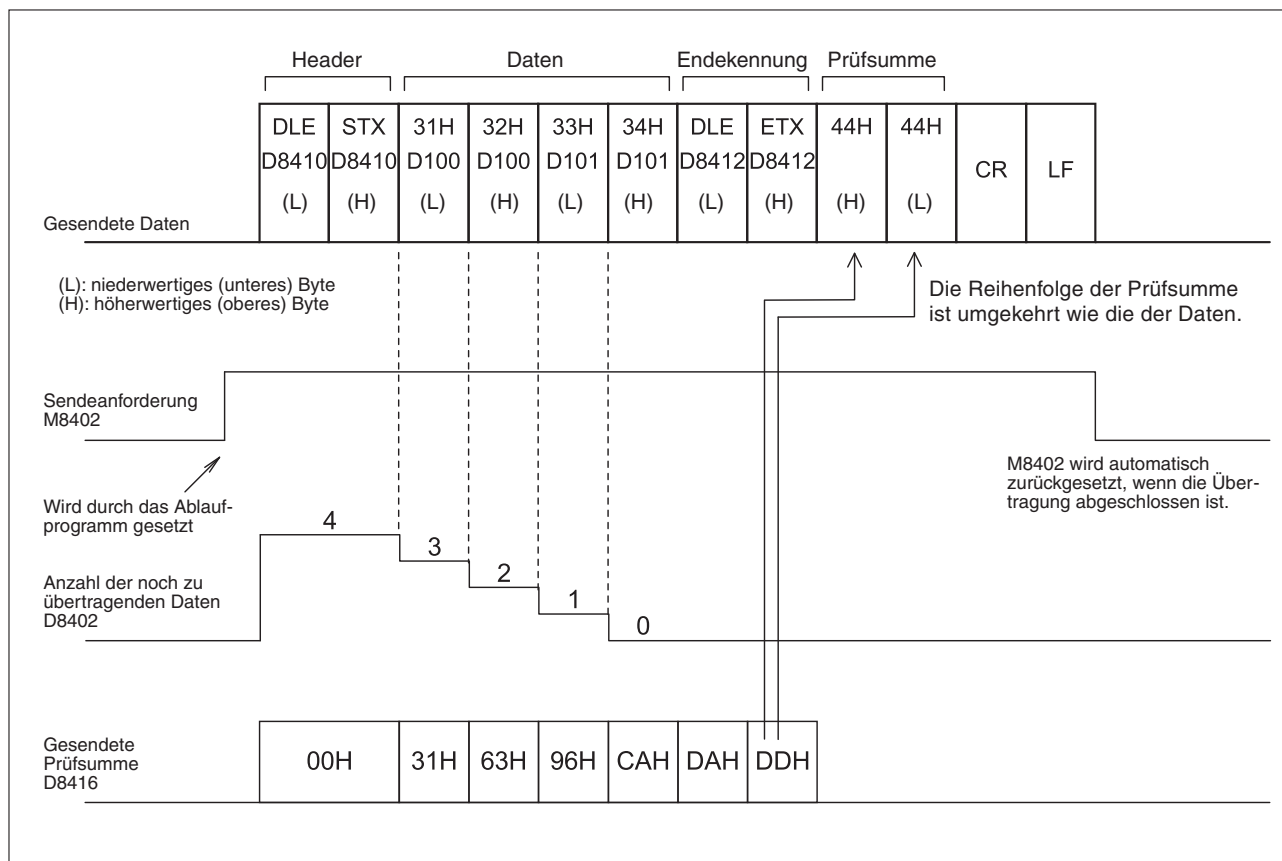 Header Daten Endekennung Prüfsumme
DLE STX 31H 32H 33H 34H DLE ETX 44H 44H
D8410 D8410 D100 D100 D101 D101 D8412 D8412 CR LF
(L) (H) (L) (H) (L) (H) (L) (H) (H) (L)
Gesendete Daten
(L): niederwertiges (unteres) Byte
(H): höherwertiges (oberes) Byte
Die Reihenfolge der Prüfsumme
ist umgekehrt wie die der Daten.
Sendeanforderung
M8402
Wird durch das Ablauf-
programm gesetzt
M8402 wird automatisch
zurückgesetzt, wenn die Über-
tragung abgeschlossen ist.
4
3
2
1
0
Anzahl der noch zu
übertragenden Daten
D8402
Gesendete
Prüfsumme
D8416
00H 31H 63H 96H CAH DAH DDH